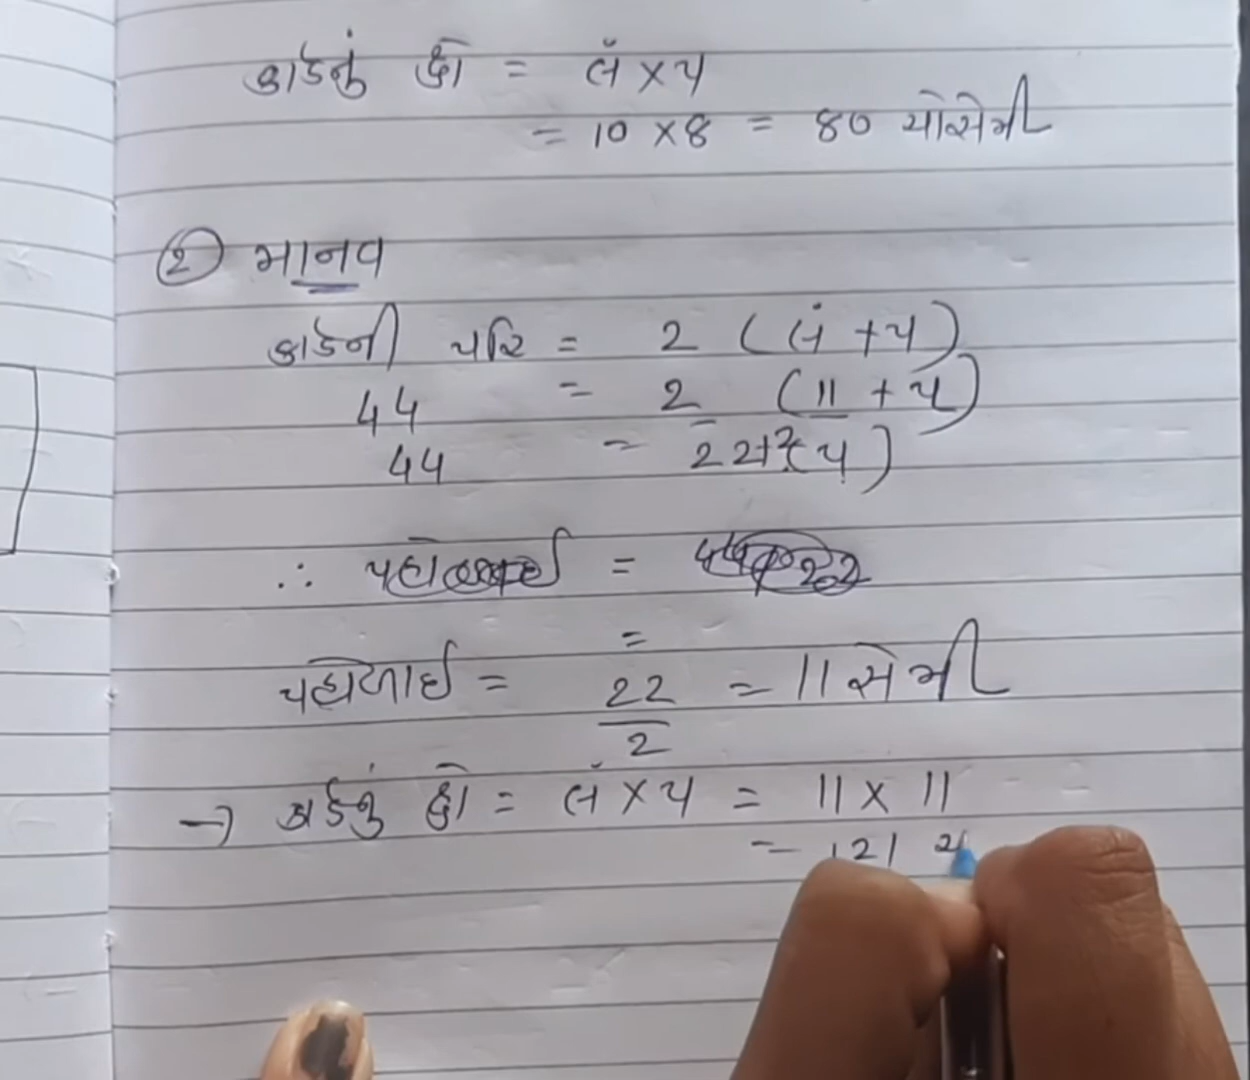 કાર્ડનું ક્ષે = લં × પ
= 10 × 8 = 80 ચોસેમી
② માનવ
કાર્ડની પરિ = 2 (લં + પ)
44 = 2 (11 + પ)
44 = 22+2(પ)
∴ =
=
પહોળાઈ = 22/2 = 11 સેમી
→ કાર્ડનું ક્ષે = લં × પ = 11 × 11
= 121